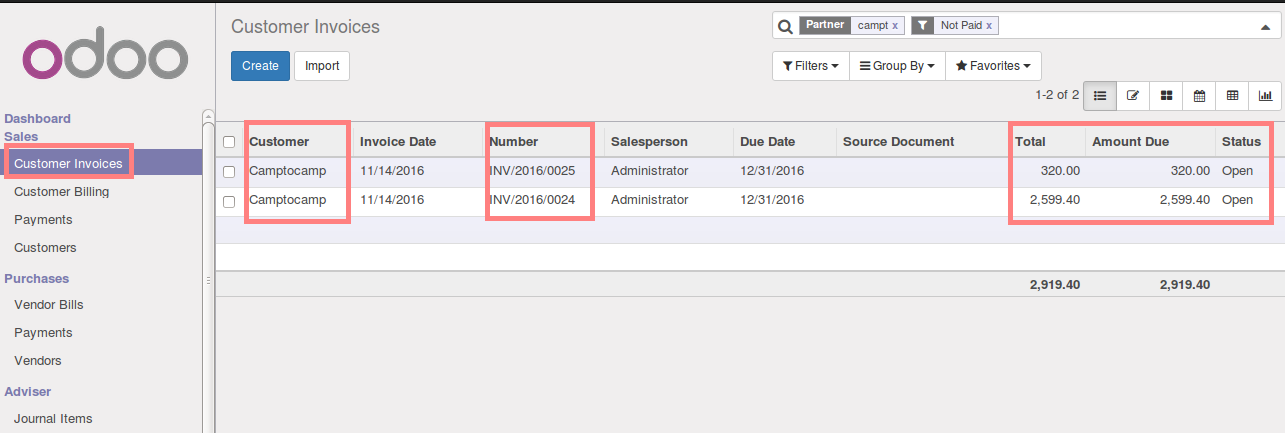 odoo
Dashboard
Sales
Customer Invoices
Customer Billing
Payments
Customers
Purchases
Vendor Bills
Payments
Vendors
Adviser
Journal Items
Customer Invoices
Partner campt x Not Paid x
Create Import
Filters Group By Favorites
1-2 of 2
Customer Invoice Date Number Salesperson Due Date Source Document Total Amount Due Status
Camptocamp 11/14/2016 INV/2016/0025 Administrator 12/31/2016 320.00 320.00 Open
Camptocamp 11/14/2016 INV/2016/0024 Administrator 12/31/2016 2,599.40 2,599.40 Open
2,919.40 2,919.40